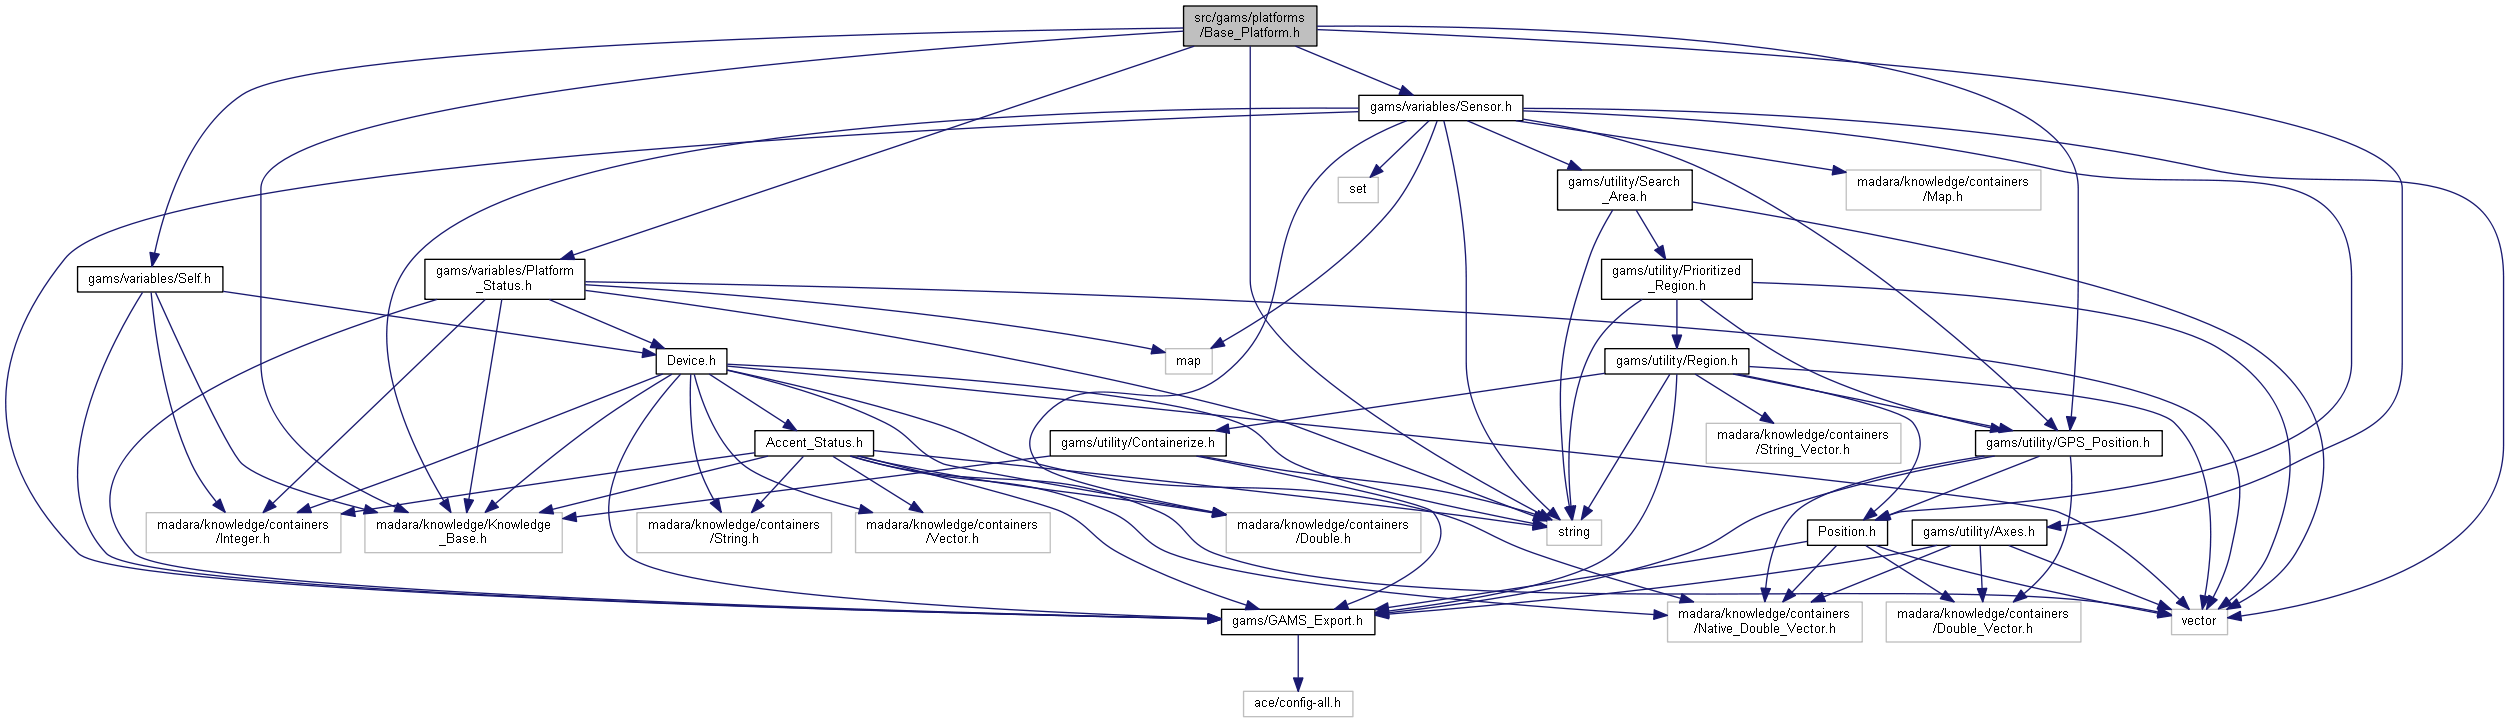 src/gams/platforms
/Base_Platform.h
gams/variables/Sensor.h
set
gams/utility/Search
_Area.h
madara/knowledge/containers
/Map.h
gams/variables/Self.h
gams/variables/Platform
_Status.h
gams/utility/Prioritized
_Region.h
Device.h
map
gams/utility/Region.h
Accent_Status.h
gams/utility/Containerize.h
madara/knowledge/containers
/String_Vector.h
gams/utility/GPS_Position.h
madara/knowledge/containers
/Integer.h
madara/knowledge/Knowledge
_Base.h
madara/knowledge/containers
/String.h
madara/knowledge/containers
/Vector.h
madara/knowledge/containers
/Double.h
string
Position.h
gams/utility/Axes.h
gams/GAMS_Export.h
madara/knowledge/containers
/Native_Double_Vector.h
madara/knowledge/containers
/Double_Vector.h
vector
ace/config-all.h